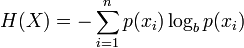 H(X) = -\sum_{i=1}^{n} p(x_i) \log_b p(x_i)